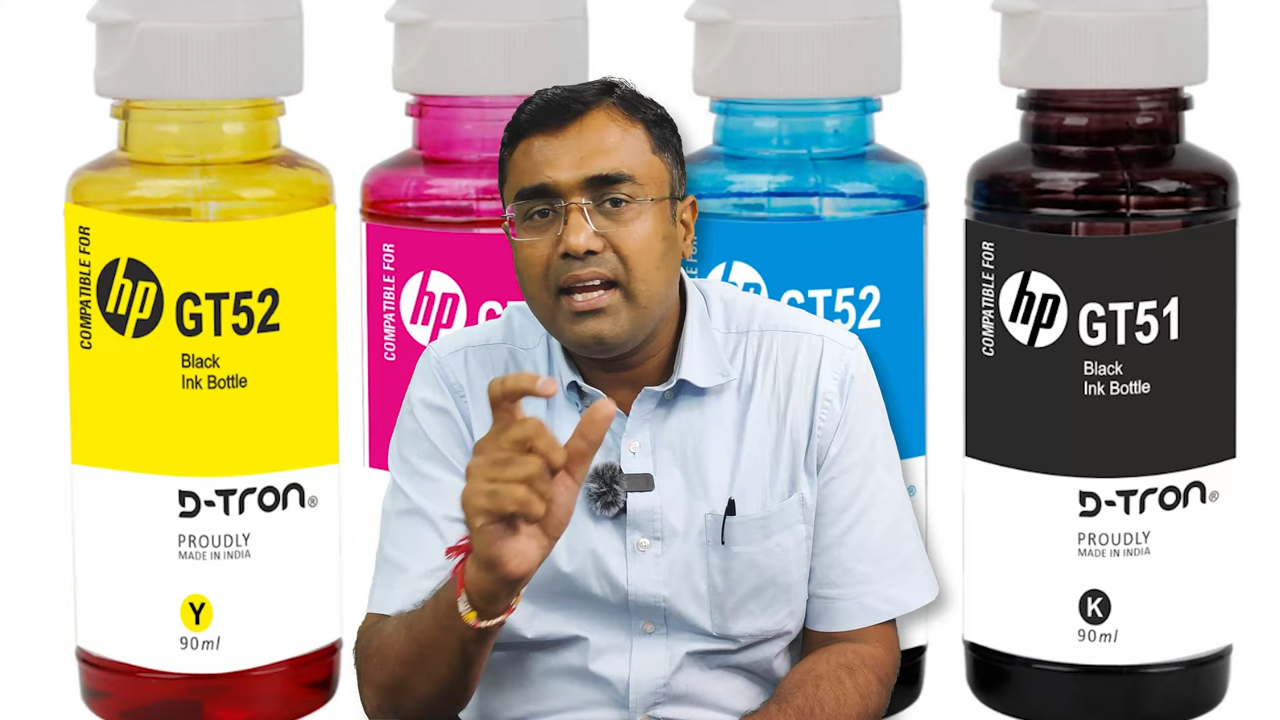 COMPATIBLE FOR
hp
GT52
Black
Ink Bottle
D-TRON®
PROUDLY
MADE IN INDIA
Y
90ml
COMPATIBLE FOR
hp
hp
GT52
®
COMPATIBLE FOR
hp
GT51
Black
Ink Bottle
D-TRON®
PROUDLY
MADE IN INDIA
K
90ml